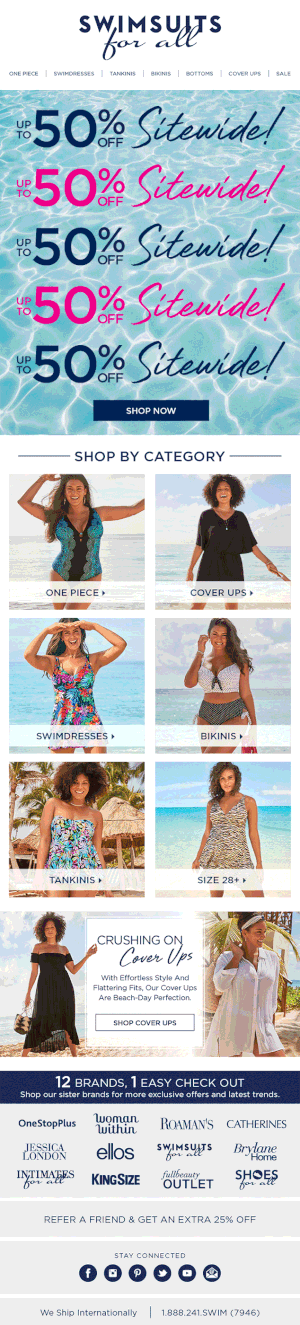 SWIMSUITS
for all
ONE PIECE | SWIMDRESSES | TANKINIS | BIKINIS | BOTTOMS | COVER UPS | SALE
UP TO 50% OFF Sitewide!
UP TO 50% OFF Sitewide!
UP TO 50% OFF Sitewide!
UP TO 50% OFF Sitewide!
UP TO 50% OFF Sitewide!
SHOP NOW
SHOP BY CATEGORY
ONE PIECE
COVER UPS
SWIMDRESSES
BIKINIS
TANKINIS
SIZE 28+
CRUSHING ON
Cover Ups
With Effortless Style And
Flattering Fits, Our Cover Ups
Are Beach-Day Perfection.
SHOP COVER UPS
12 BRANDS, 1 EASY CHECK OUT
Shop our sister brands for more exclusive offers and latest trends.
OneStopPlus
woman within
ROAMAN'S
CATHERINES
JESSICA LONDON
ellos
SWIMSUITS for all
Brylane Home
INTIMATES for all
KINGSIZE
fullbeauty OUTLET
SHOES for all
REFER A FRIEND & GET AN EXTRA 25% OFF
STAY CONNECTED
We Ship Internationally | 1.888.241.SWIM (7946)